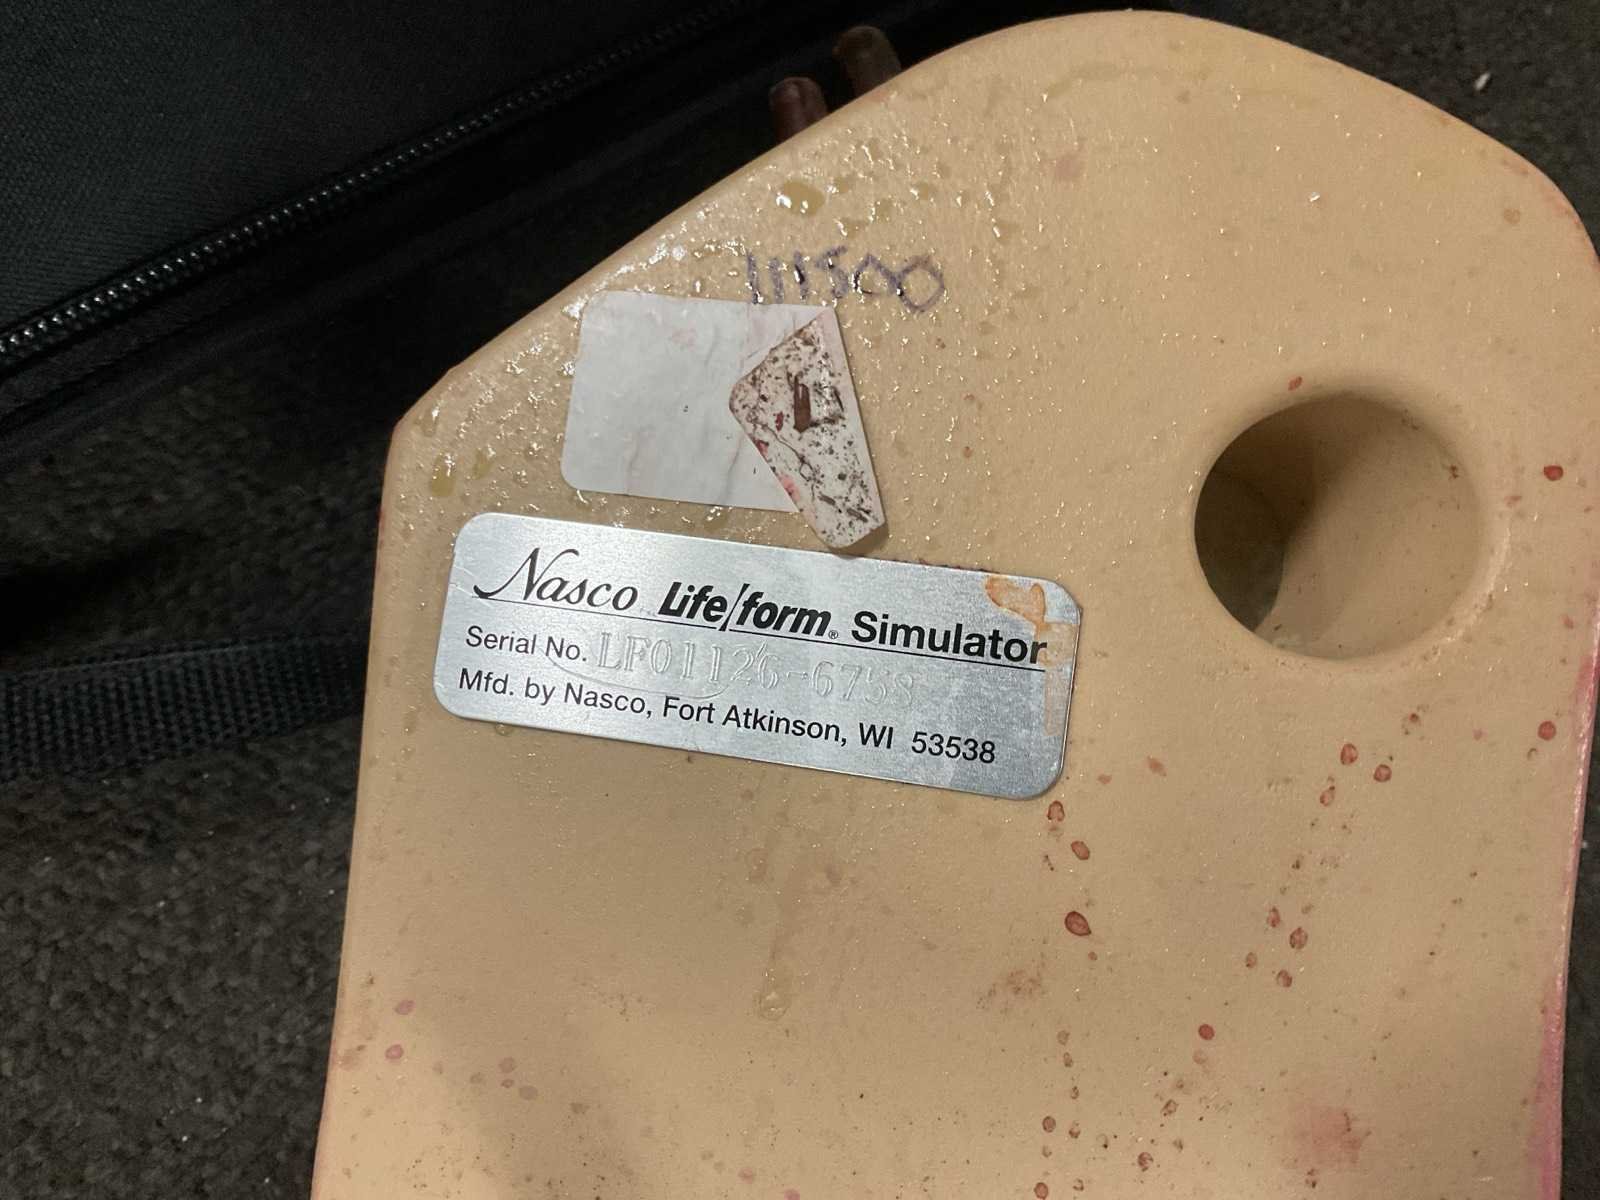 111500
Nasco Life/form® Simulator
Serial No. LF01126-6758
Mfd. by Nasco, Fort Atkinson, WI 53538